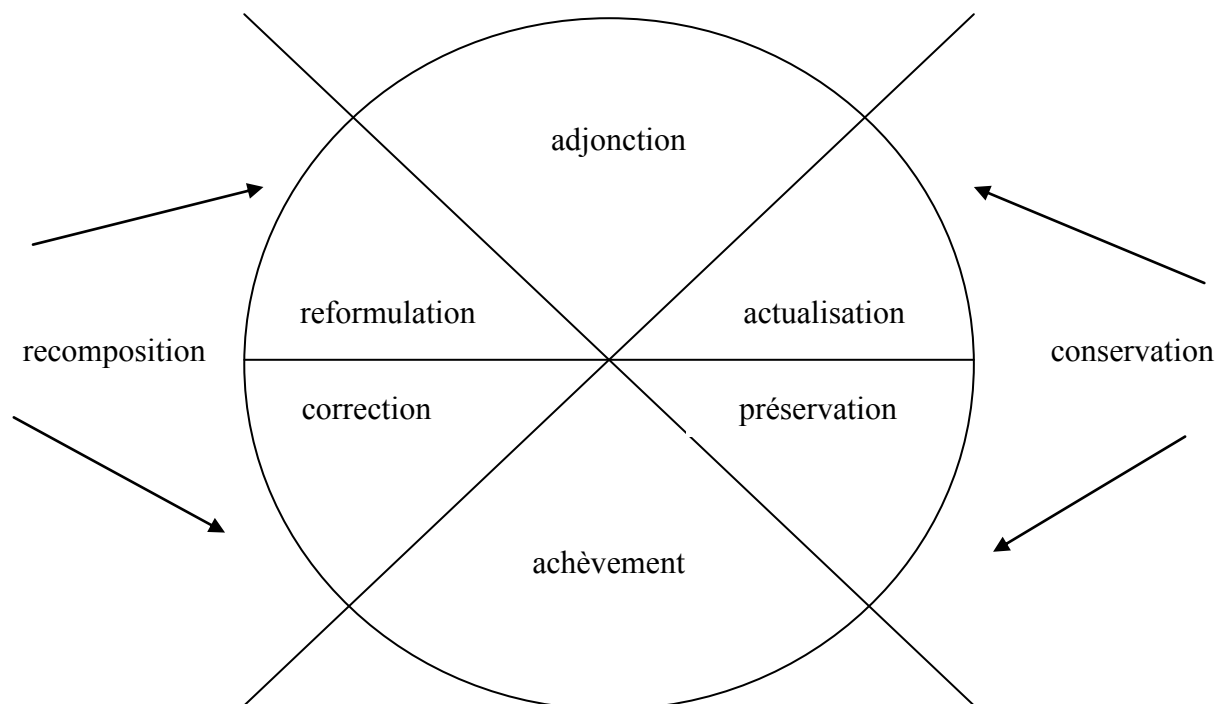 adjonction
reformulation
actualisation
recomposition
conservation
correction
préservation
achèvement